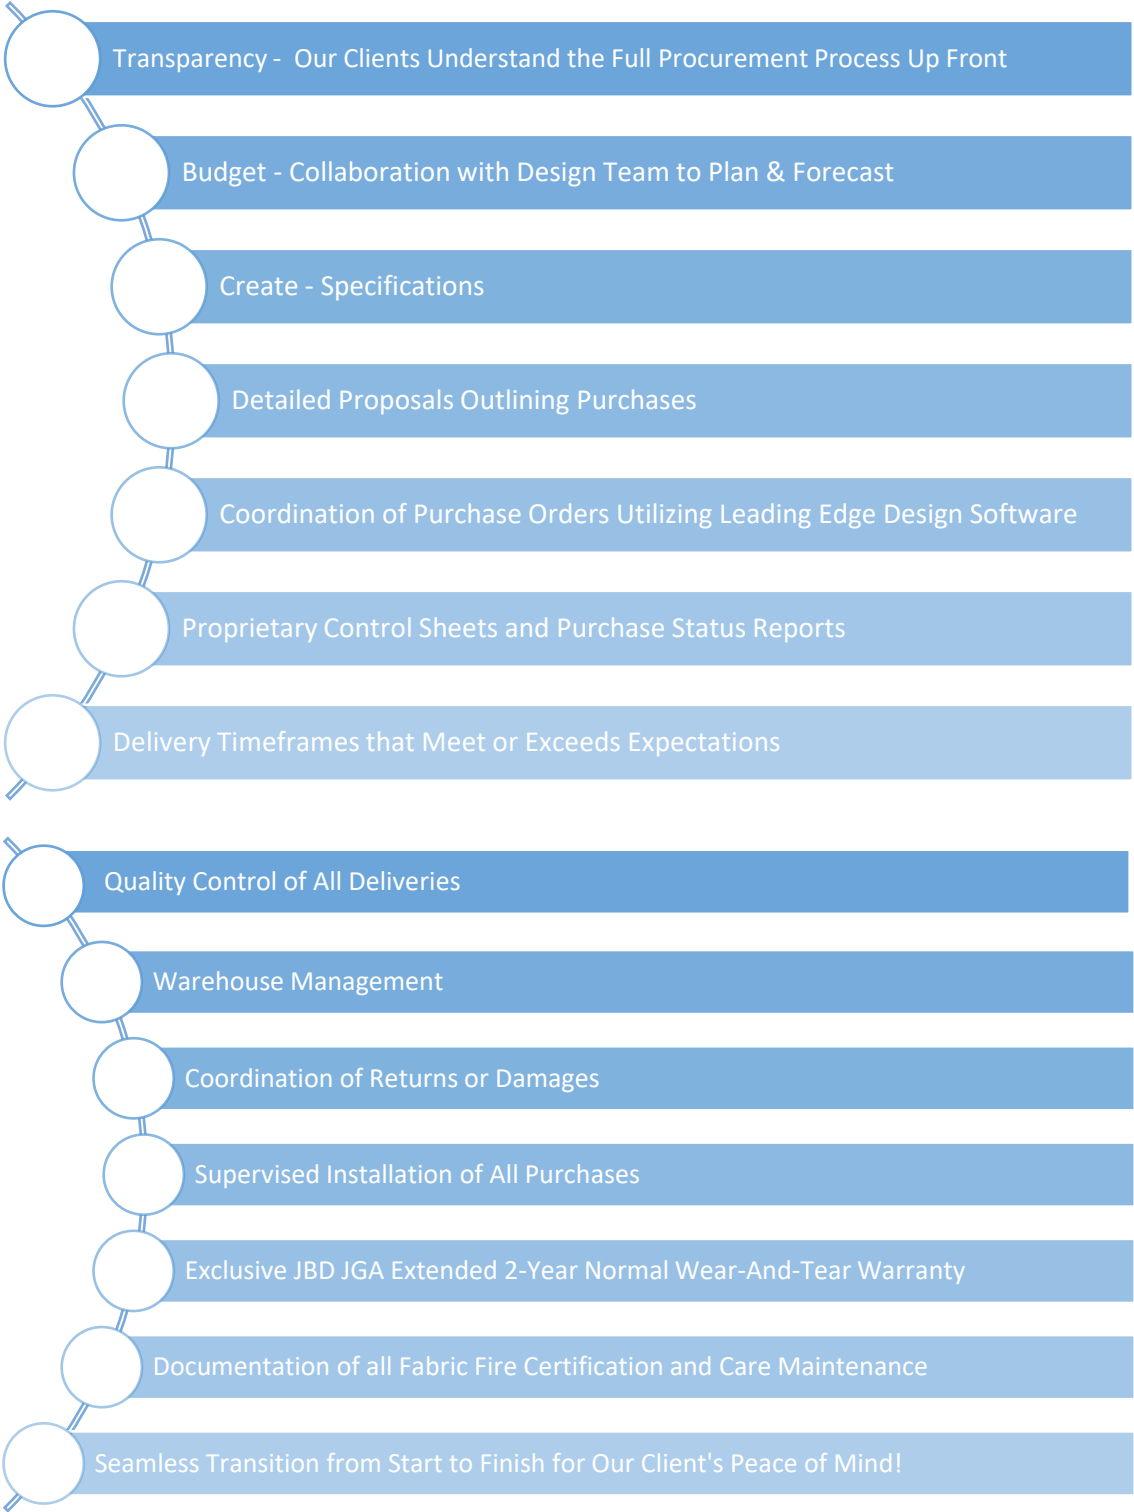 Transparency - Our Clients Understand the Full Procurement Process Up Front
Budget - Collaboration with Design Team to Plan & Forecast
Create - Specifications
Detailed Proposals Outlining Purchases
Coordination of Purchase Orders Utilizing Leading Edge Design Software
Proprietary Control Sheets and Purchase Status Reports
Delivery Timeframes that Meet or Exceeds Expectations
Quality Control of All Deliveries
Warehouse Management
Coordination of Returns or Damages
Supervised Installation of All Purchases
Exclusive JBD JGA Extended 2-Year Normal Wear-And-Tear Warranty
Documentation of all Fabric Fire Certification and Care Maintenance
Seamless Transition from Start to Finish for Our Client's Peace of Mind!